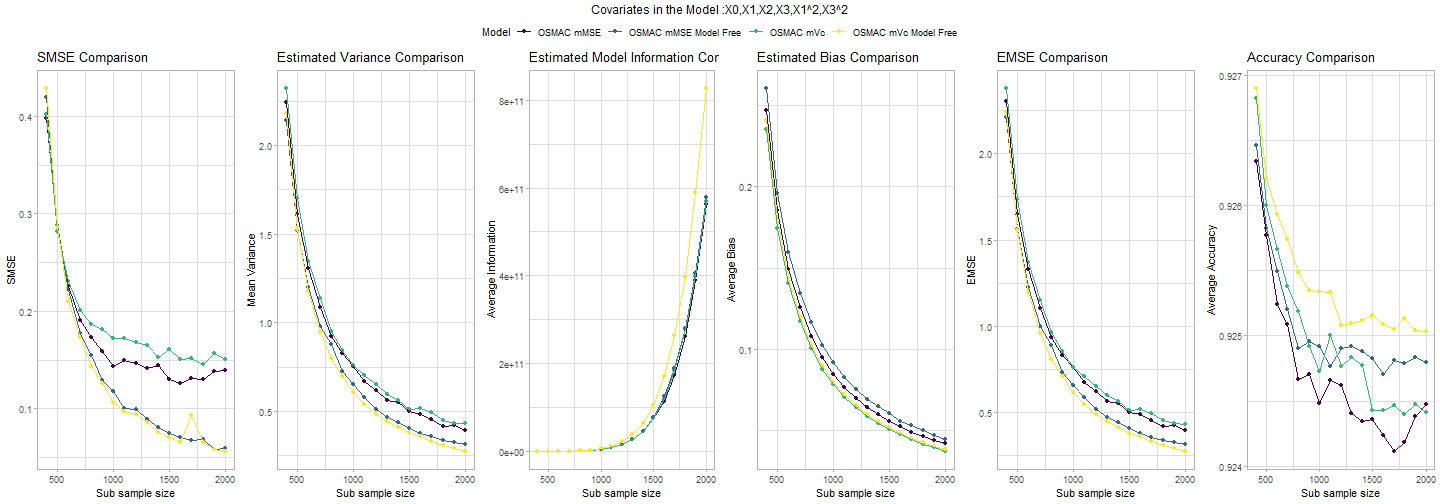 Covariates in the Model :X0,X1,X2,X3,X1^2,X3^2
Model OSMAC mMSE OSMAC mMSE Model Free OSMAC mVc OSMAC mVc Model Free
SMSE Comparison
SMSE
0.4
0.3
0.2
0.1
500 1000 1500 2000
Sub sample size
Estimated Variance Comparison
Mean Variance
2.0
1.5
1.0
0.5
500 1000 1500 2000
Sub sample size
Estimated Model Information Cor
Average Information
8e+11
6e+11
4e+11
2e+11
0e+00
500 1000 1500 2000
Sub sample size
Estimated Bias Comparison
Average Bias
0.2
0.1
500 1000 1500 2000
Sub sample size
EMSE Comparison
EMSE
2.0
1.5
1.0
0.5
500 1000 1500 2000
Sub sample size
Accuracy Comparison
Average Accuracy
0.927
0.926
0.925
0.924
500 1000 1500 2000
Sub sample size